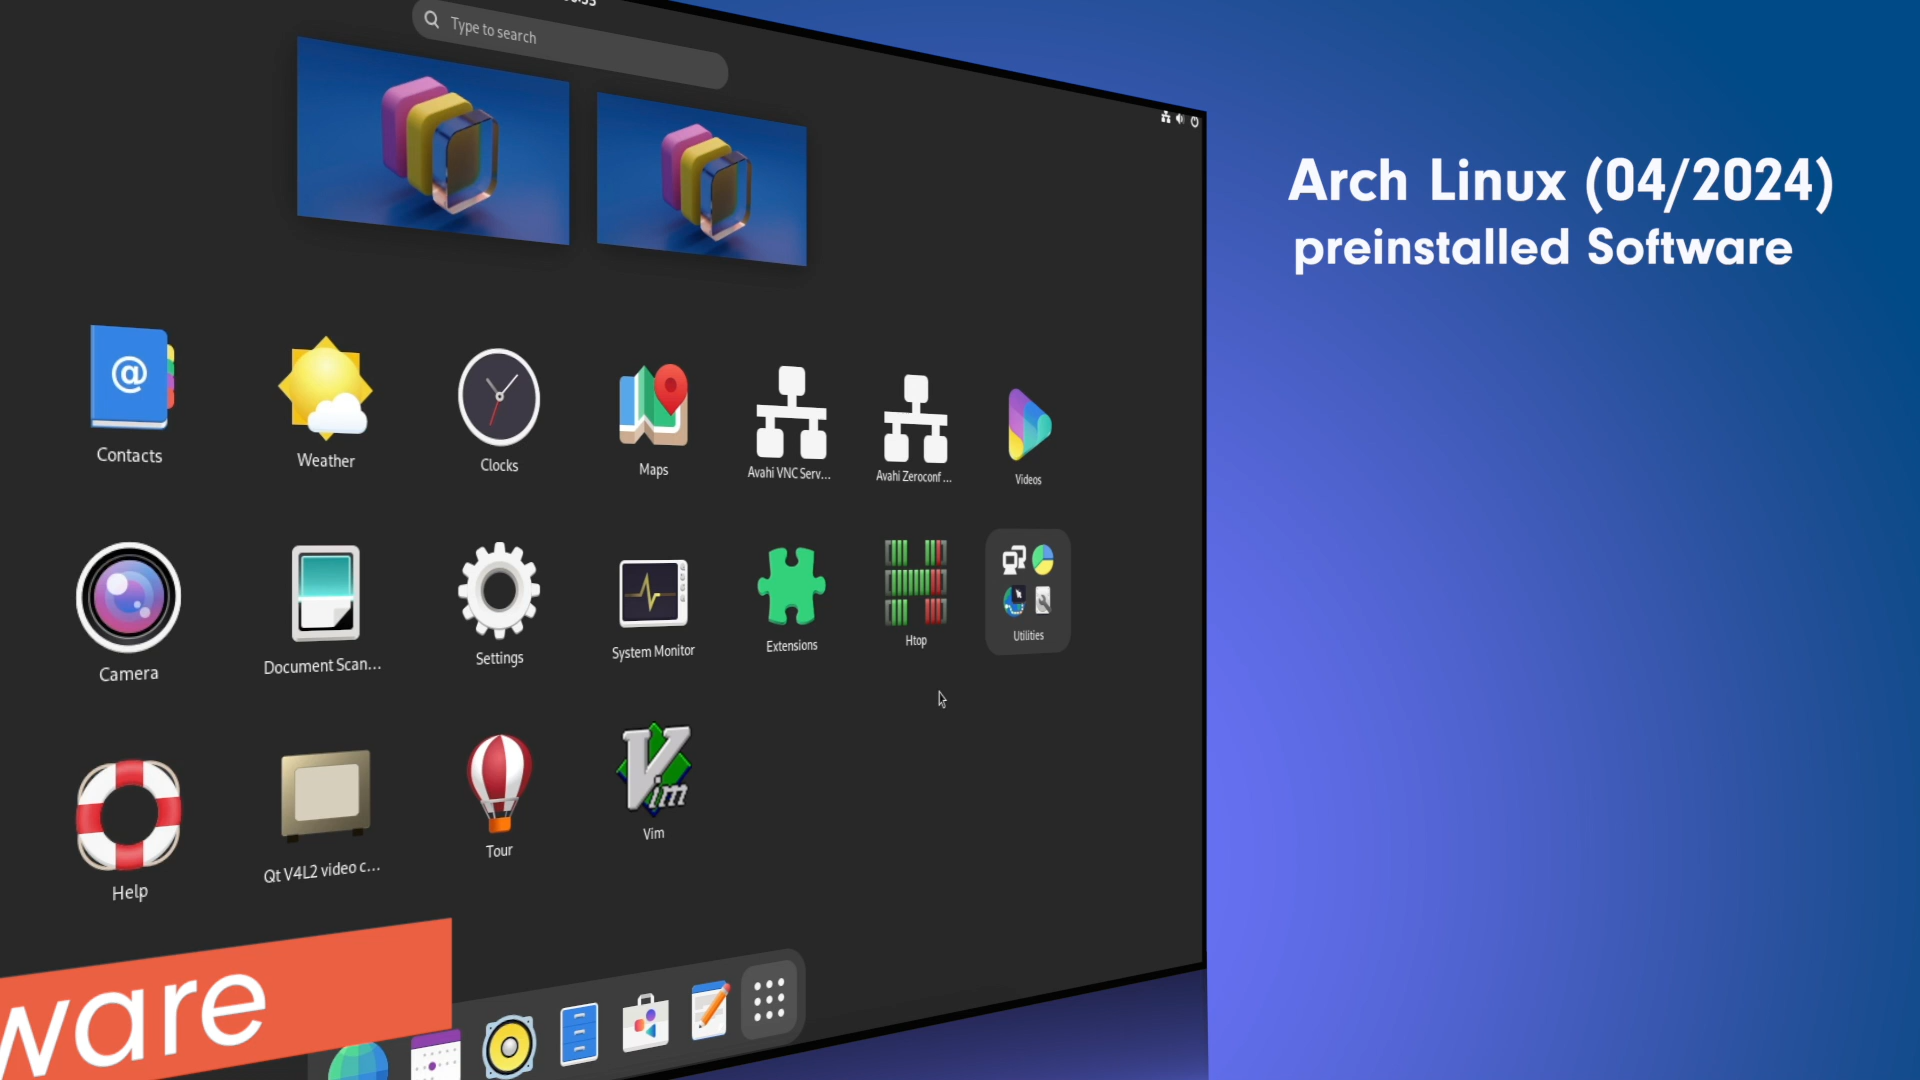 Type to search
Arch Linux (04/2024)
preinstalled Software
Contacts
Weather
Clocks
Maps
Avahi VNC Serv...
Avahi Zeroconf ...
Videos
Camera
Document Scan...
Settings
System Monitor
Extensions
Htop
Utilities
Help
Qt V4L2 video c...
Tour
Vim
ware